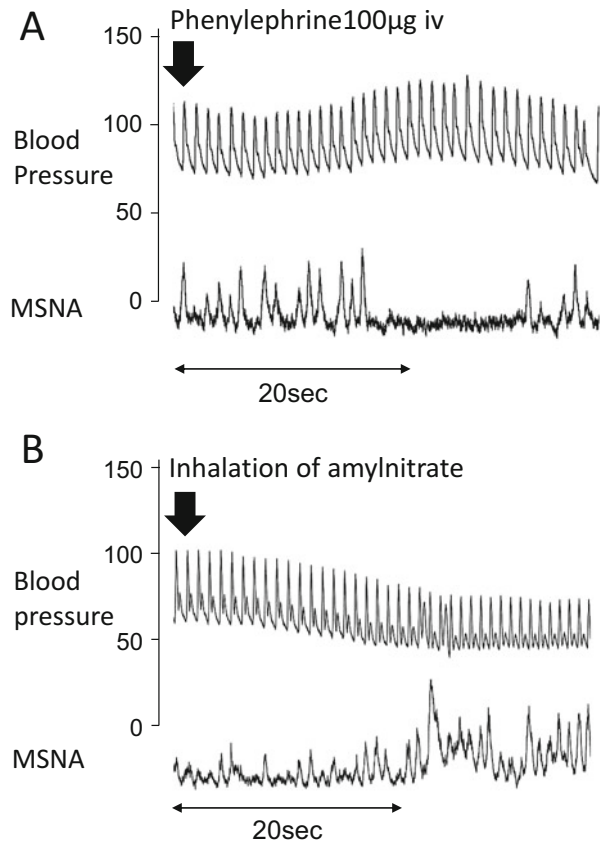 A
Phenylephrine100μg iv
150
100
Blood
Pressure
50
MSNA
0
20sec
B
Inhalation of amylnitrate
150
100
Blood
pressure
50
0
MSNA
20sec